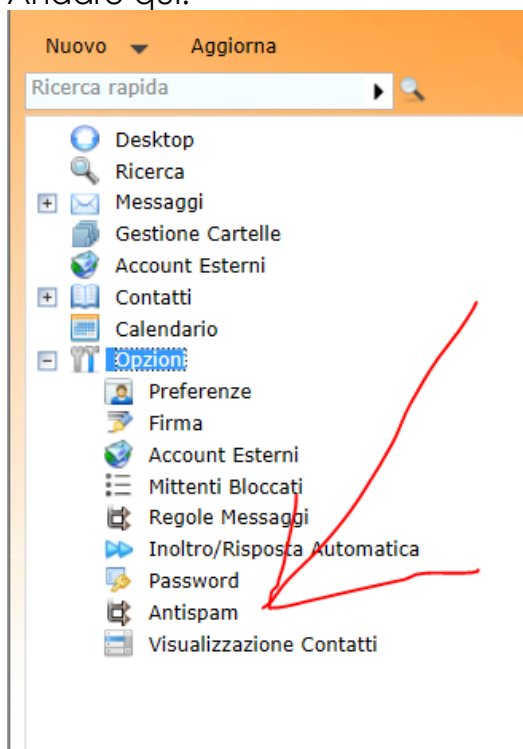 Andare qui:
Nuovo Aggiorna
Ricerca rapida
Desktop
Ricerca
Messaggi
Gestione Cartelle
Account Esterni
Contatti
Calendario
Opzioni
Preferenze
Firma
Account Esterni
Mittenti Bloccati
Regole Messaggi
Inoltro/Risposta Automatica
Password
Antispam
Visualizzazione Contatti